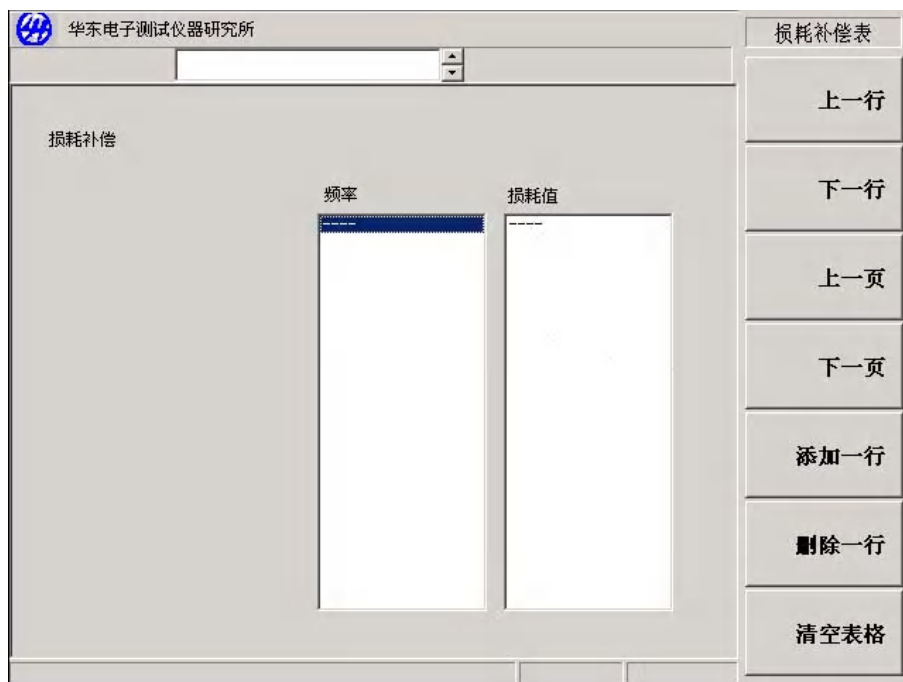 华东电子测试仪器研究所
损耗补偿表
损耗补偿
频率
损耗值
----
----
上一行
下一行
上一页
下一页
添加一行
删除一行
清空表格